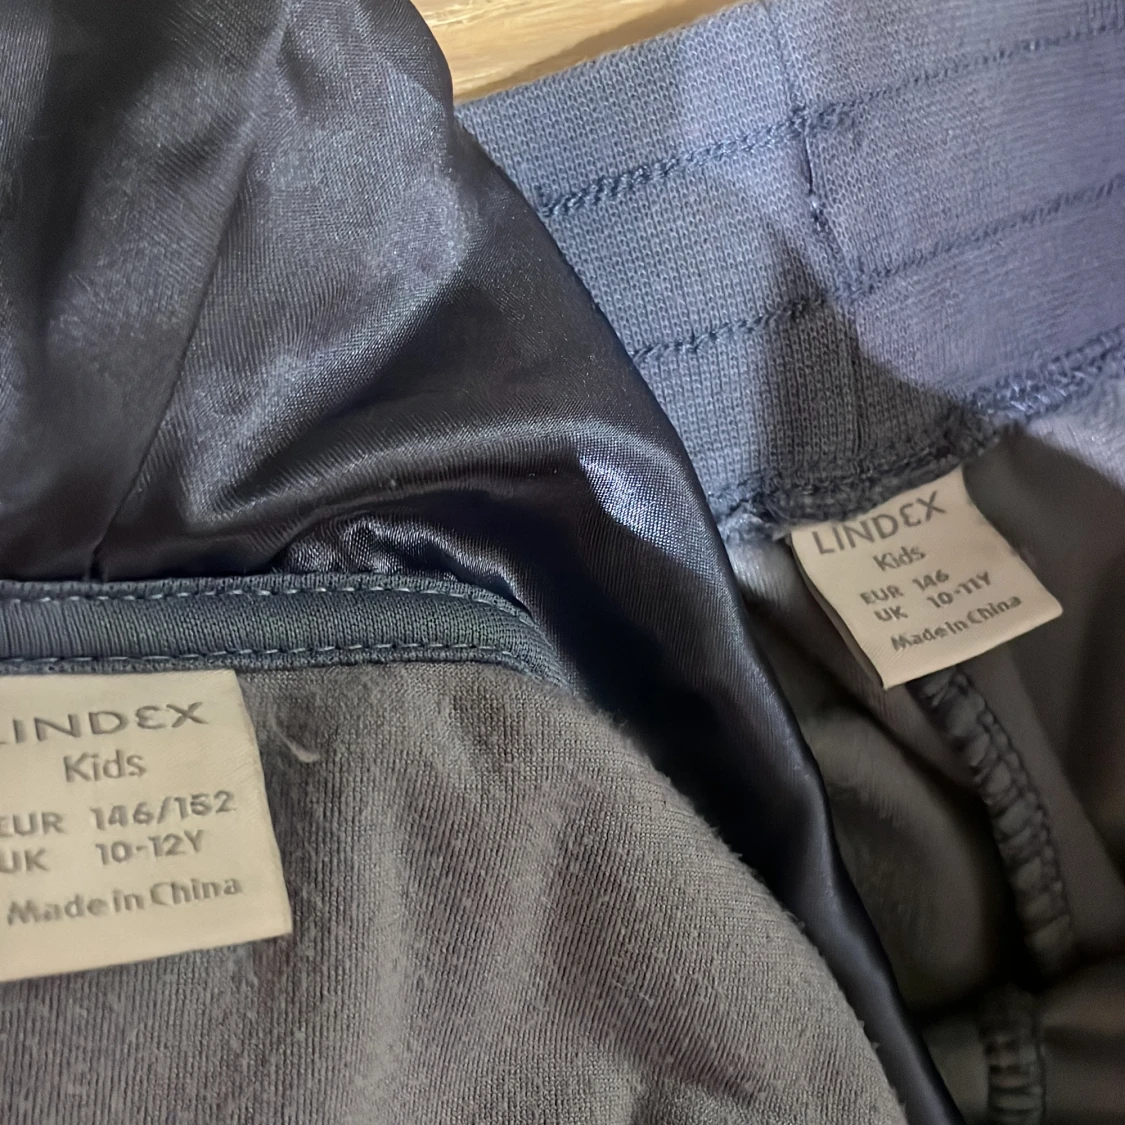 LINDEX
Kids
EUR 146/152
UK 10-12Y
Made in China
LINDEX
Kids
EUR 146
UK 10-11Y
Made in China